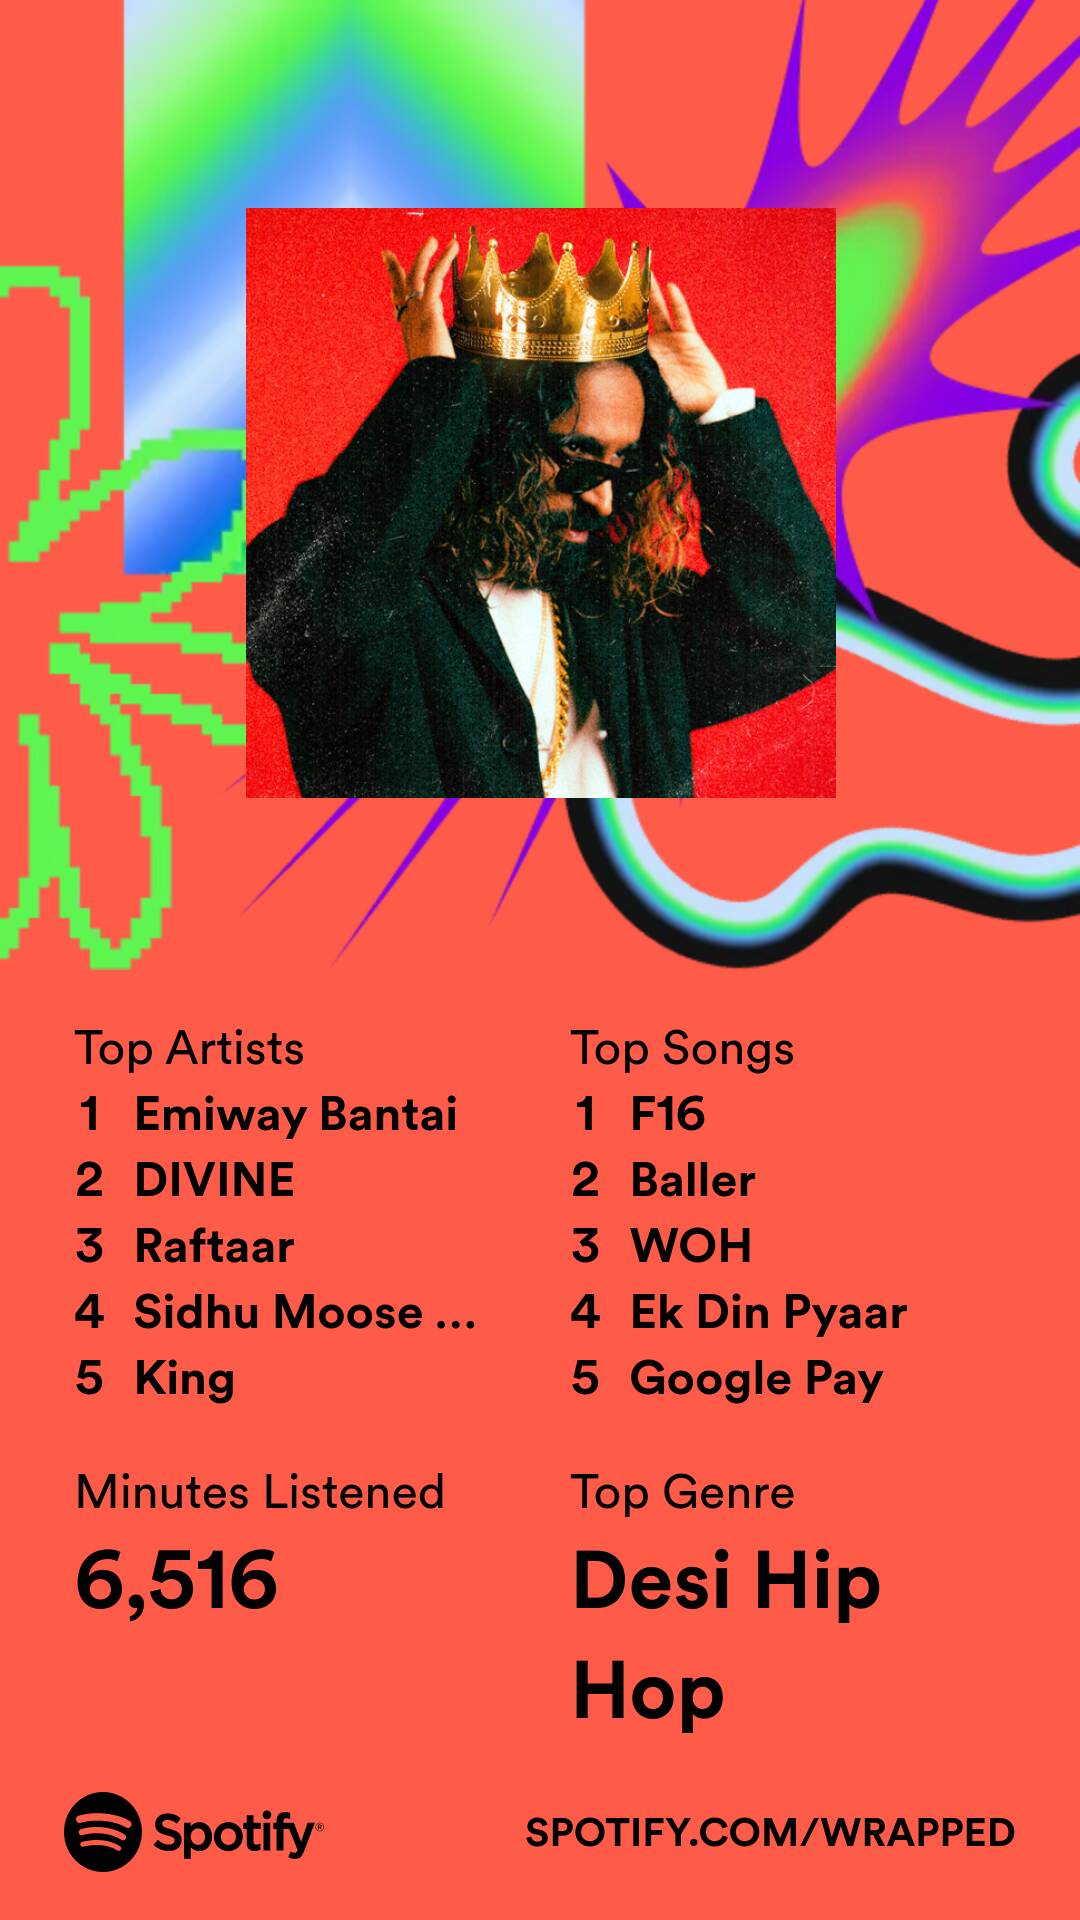 Top Artists
1 Emiway Bantai
2 DIVINE
3 Raftaar
4 Sidhu Moose ...
5 King
Top Songs
1 F16
2 Baller
3 WOH
4 Ek Din Pyaar
5 Google Pay
Minutes Listened
6,516
Top Genre
Desi Hip
Hop
Spotify®
SPOTIFY.COM/WRAPPED